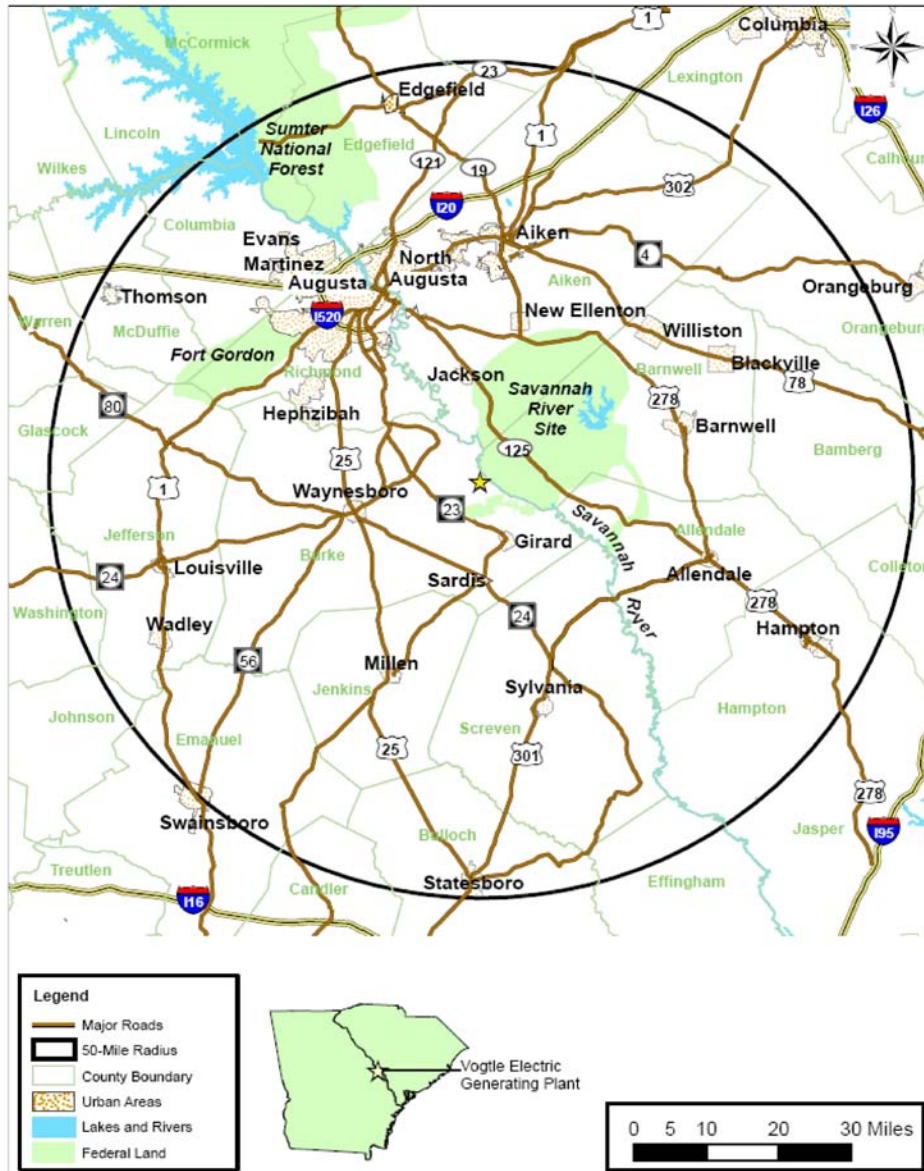 1
Columbia
McCormick
23
Lexington
Edgefield
I26
Lincoln
Sumter
National
Forest
Edgefield
1
Wilkes
121
19
Calhoun
302
Columbia
I20
Evans
Martinez
Augusta
North
Augusta
Aiken
4
Aiken
Orangeburg
Thomson
I520
New Ellenton
Warren
McDuffie
Williston
Orangeburg
Fort Gordon
Richmond
Jackson
Savannah
River
Site
Barnwell
Blackville
78
Hephzibah
278
Barnwell
80
Glascock
125
Bamberg
25
1
Waynesboro
23
Savannah
River
Jefferson
Girard
Allendale
24
Louisville
Burke
Allendale
Colleton
Washington
Sardis
278
Wadley
24
Hampton
56
Millen
Jenkins
Sylvania
Johnson
Screven
Hampton
Emanuel
25
301
278
Swainsboro
Jasper
I95
Bulloch
Treutlen
Statesboro
Effingham
I16
Candler
Legend
Major Roads
50-Mile Radius
County Boundary
Urban Areas
Lakes and Rivers
Federal Land
Vogtle Electric
Generating Plant
0 5 10 20 30 Miles